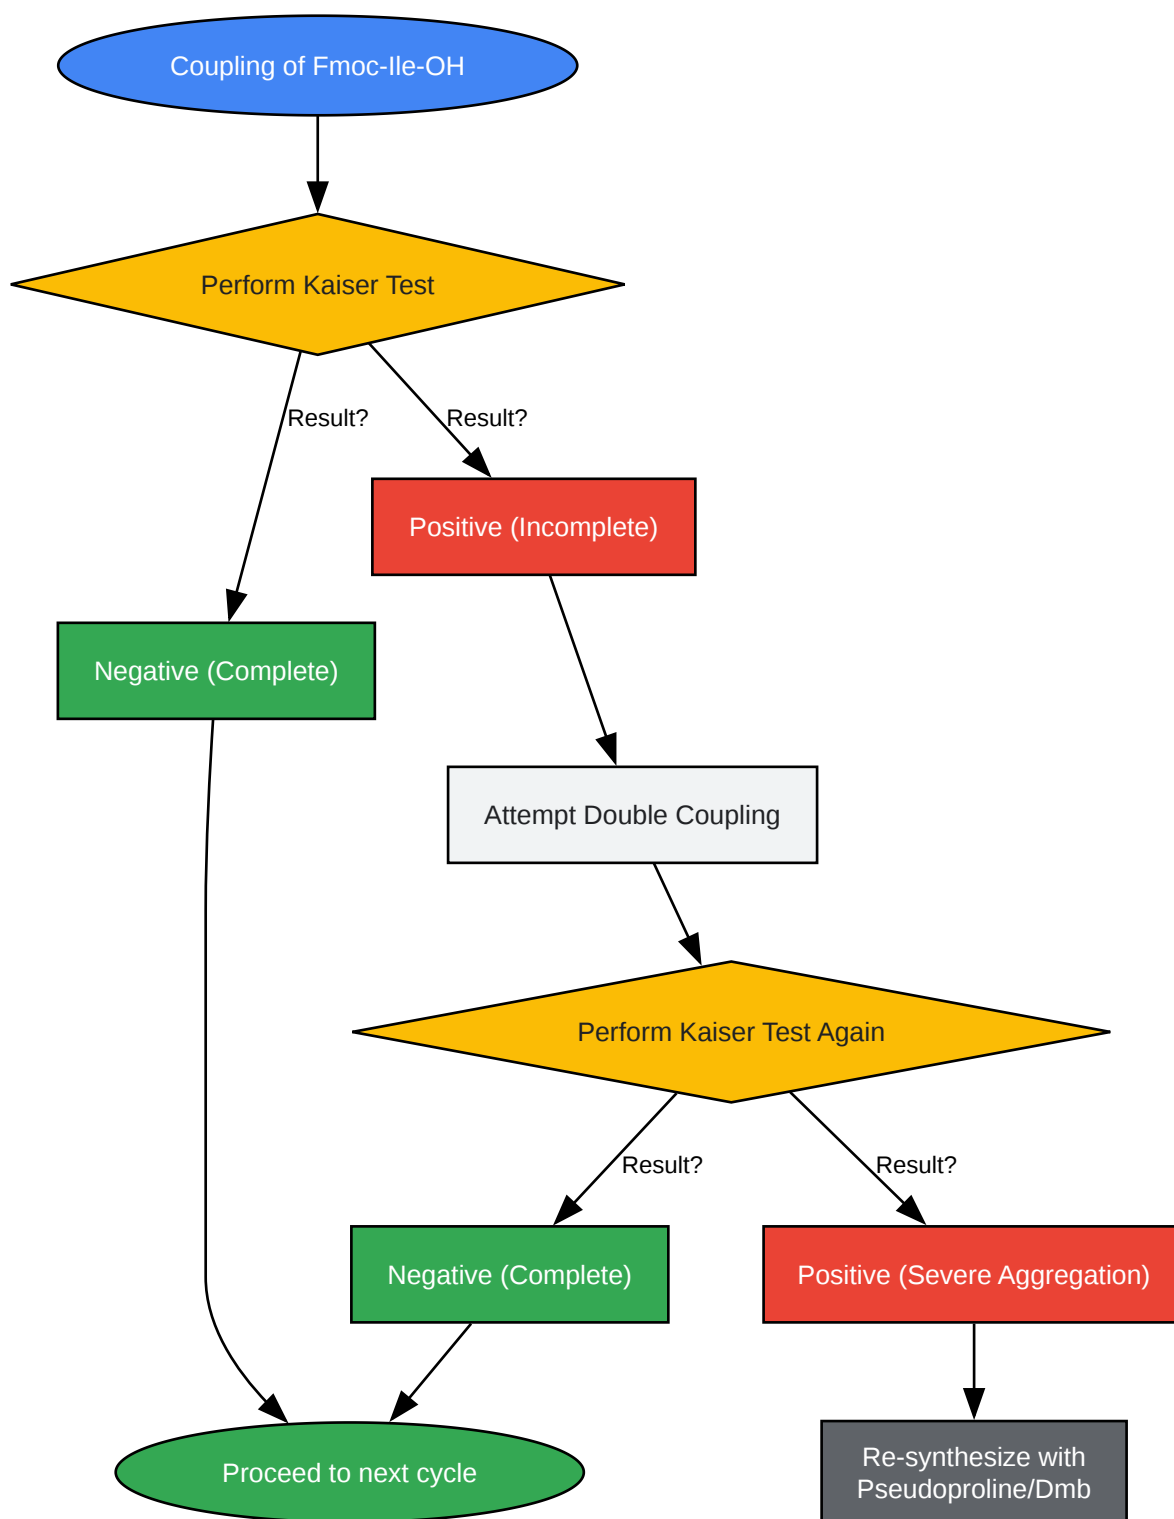 Coupling of Fmoc-Ile-OH
Perform Kaiser Test
Result?
Result?
Positive (Incomplete)
Negative (Complete)
Attempt Double Coupling
Perform Kaiser Test Again
Result?
Result?
Negative (Complete)
Positive (Severe Aggregation)
Proceed to next cycle
Re-synthesize with
Pseudoproline/Dmb